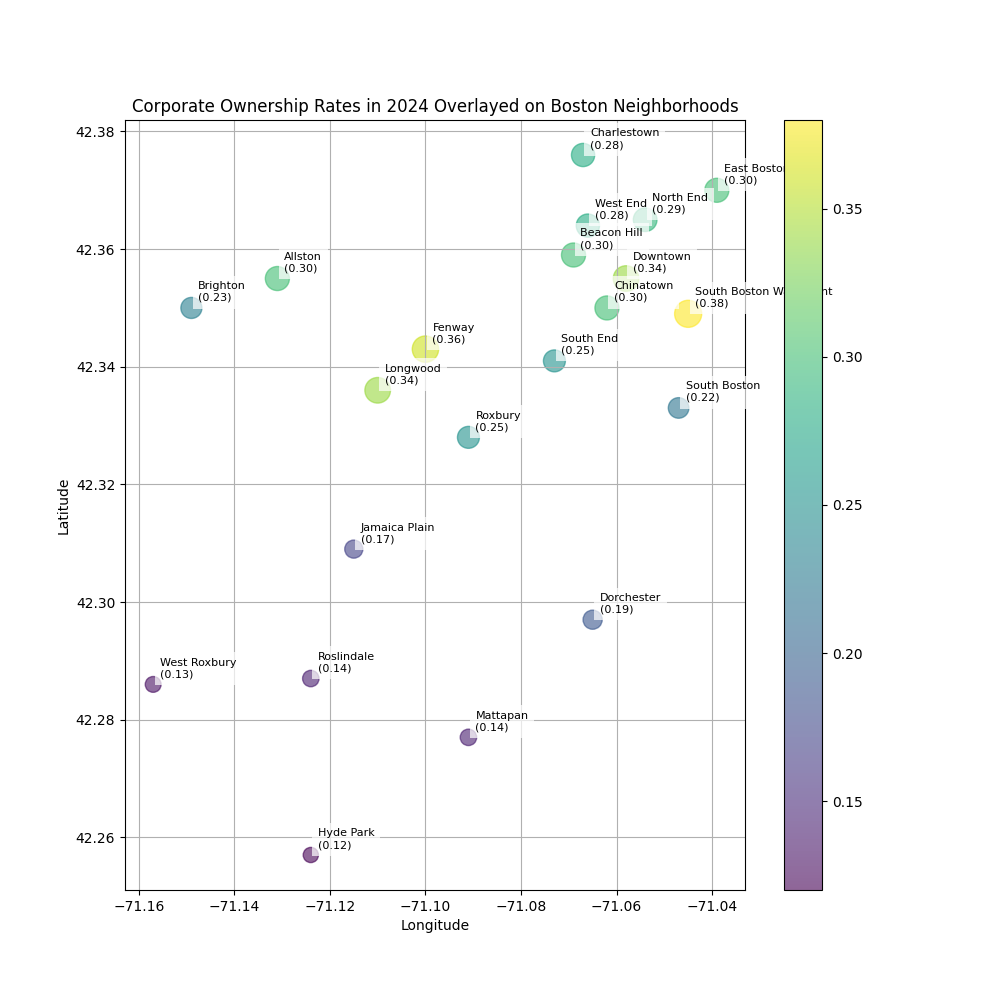 Corporate Ownership Rates in 2024 Overlayed on Boston Neighborhoods
42.38
42.36
42.34
42.32
42.30
42.28
42.26
Latitude
Charlestown
(0.28)
East Bosto
(0.30)
West End
(0.28)
North End
(0.29)
Beacon Hill
(0.30)
Allston
(0.30)
Downtown
(0.34)
Brighton
(0.23)
Chinatown
(0.30)
South Boston W nt
(0.38)
Fenway
(0.36)
South End
(0.25)
Longwood
(0.34)
South Boston
(0.22)
Roxbury
(0.25)
Jamaica Plain
(0.17)
Dorchester
(0.19)
West Roxbury
(0.13)
Roslindale
(0.14)
Mattapan
(0.14)
Hyde Park
(0.12)
−71.16 −71.14 −71.12 −71.10 −71.08 −71.06 −71.04
Longitude
0.35
0.30
0.25
0.20
0.15